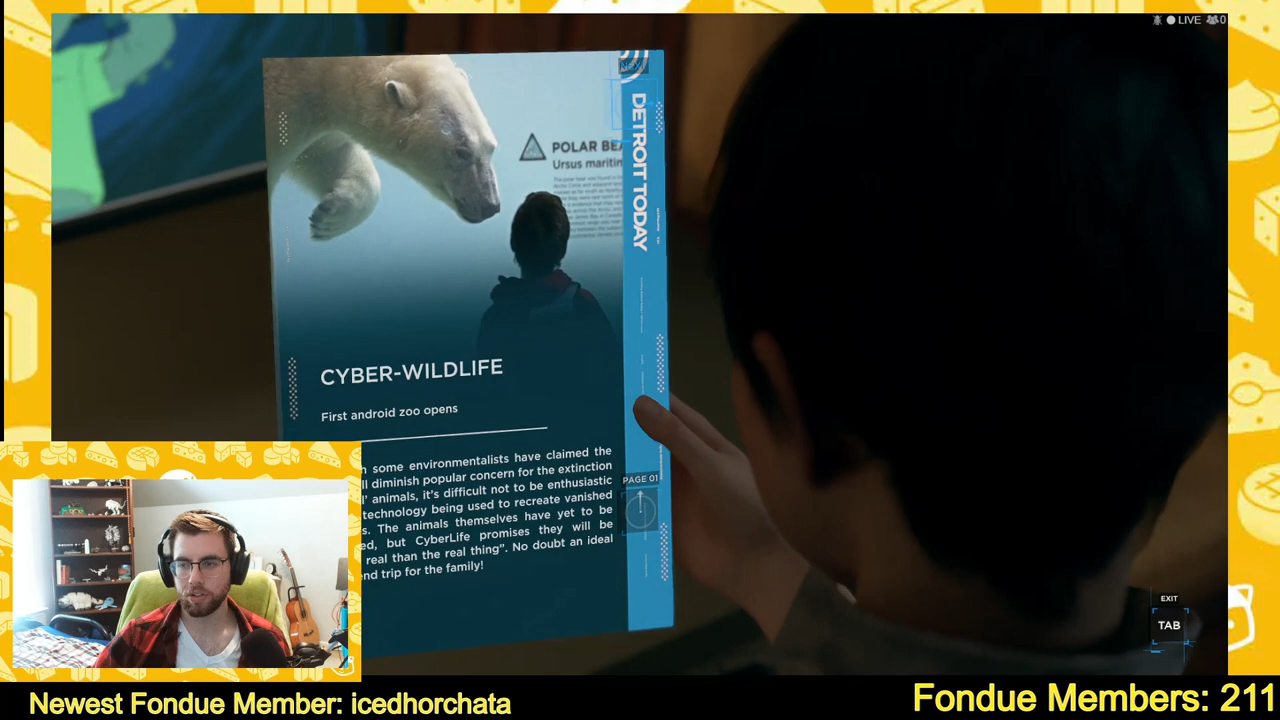 LIVE 0
NEXT
DETROIT TODAY
POLAR BEA
Ursus maritim
CYBER-WILDLIFE
First android zoo opens
some environmentalists have claimed the
diminish popular concern for the extinction
animals, it's difficult not to be enthusiastic
technology being used to recreate vanished
The animals themselves have yet to be
ed, but CyberLife promises they will be
real than the real thing". No doubt an ideal
nd trip for the family!
PAGE 01
EXIT
TAB
Newest Fondue Member: icedhorchata
Fondue Members: 211